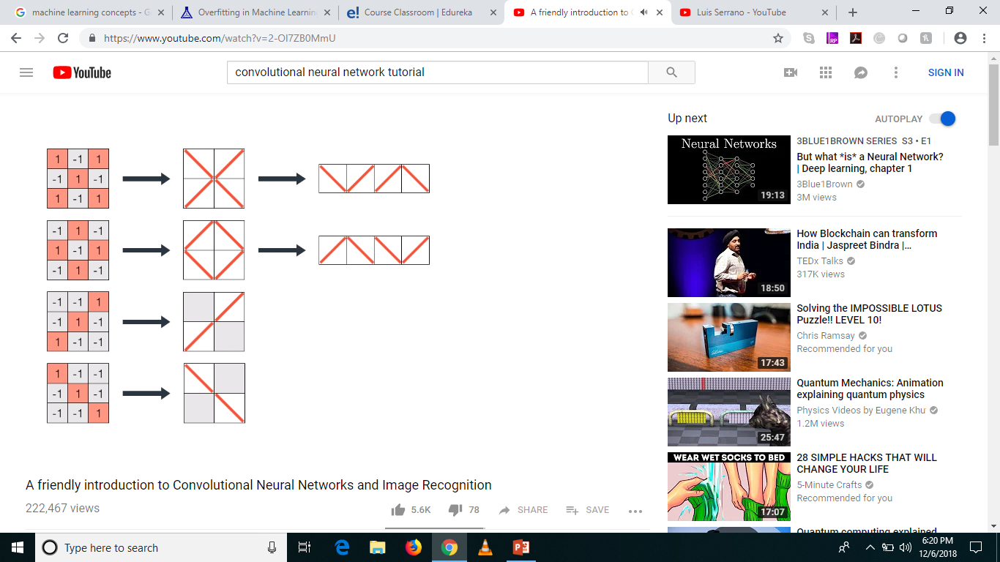 machine learning concepts - G
Overfitting in Machine Learning
Course Classroom | Edureka
A friendly introduction to C
Luis Serrano - YouTube
https://www.youtube.com/watch?v=2-OI7ZB0MmU
YouTube
convolutional neural network tutorial
SIGN IN
Up next
AUTOPLAY
1 -1 1
-1 1 -1
1 -1 1
-1 1 -1
1 -1 1
-1 1 -1
-1 -1 1
-1 1 -1
1 -1 -1
1 -1 -1
-1 1 -1
-1 -1 1
Neural Networks
19:13
3BLUE1BROWN SERIES S3 • E1
But what *is* a Neural Network?
| Deep learning, chapter 1
3Blue1Brown
3M views
18:50
How Blockchain can transform
India | Jaspreet Bindra |...
TEDx Talks
317K views
17:43
Solving the IMPOSSIBLE LOTUS
Puzzle!! LEVEL 10!
Chris Ramsay
Recommended for you
25:47
Quantum Mechanics: Animation
explaining quantum physics
Physics Videos by Eugene Khu
1.2M views
WEAR WET SOCKS TO BED
17:07
28 SIMPLE HACKS THAT WILL
CHANGE YOUR LIFE
5-Minute Crafts
Recommended for you
Quantum computing explained
A friendly introduction to Convolutional Neural Networks and Image Recognition
222,467 views
5.6K
78
SHARE
SAVE
Type here to search
6:20 PM
12/6/2018